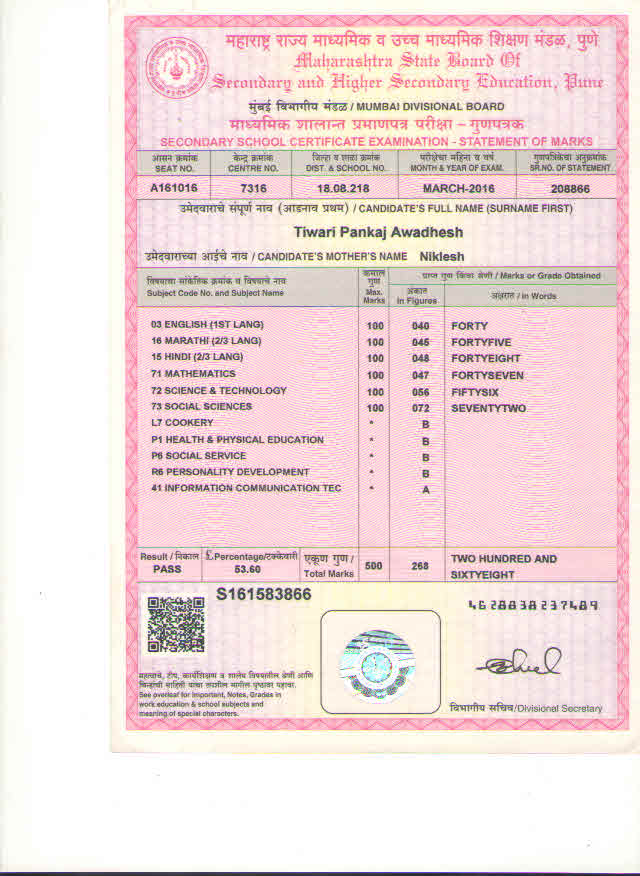 महाराष्ट्र राज्य माध्यमिक व उच्च माध्यमिक शिक्षण मंडळ, पुणे
Maharashtra State Board Of
Secondary and Higher Secondary Education, Pune
मुंबई विभागीय मंडळ / MUMBAI DIVISIONAL BOARD
माध्यमिक शालान्त प्रमाणपत्र परीक्षा - गुणपत्रक
SECONDARY SCHOOL CERTIFICATE EXAMINATION - STATEMENT OF MARKS
आसन क्रमांक केन्द्र क्रमांक जिल्हा व शाळा क्रमांक परीक्षेचा महिना व वर्ष गुणपत्रिकेचा अनुक्रमांक
SEAT NO. CENTRE NO. DIST. & SCHOOL NO. MONTH & YEAR OF EXAM. SR.NO. OF STATEMENT
A161016 7316 18.08.218 MARCH-2016 208866
उमेदवाराचे संपूर्ण नाव (आडनाव प्रथम) / CANDIDATE'S FULL NAME (SURNAME FIRST)
Tiwari Pankaj Awadhesh
उमेदवाराच्या आईचे नाव / CANDIDATE'S MOTHER'S NAME Niklesh
विषयाचा सांकेतिक क्रमांक व विषयाचे नाव
Subject Code No. and Subject Name
कमाल गुण
Max. Marks
प्राप्त गुण किंवा श्रेणी / Marks or Grade Obtained
अंकात
In Figures
अक्षरात / In Words
03 ENGLISH (1ST LANG) 100 040 FORTY
16 MARATHI (2/3 LANG) 100 045 FORTYFIVE
15 HINDI (2/3 LANG) 100 048 FORTYEIGHT
71 MATHEMATICS 100 047 FORTYSEVEN
72 SCIENCE & TECHNOLOGY 100 056 FIFTYSIX
73 SOCIAL SCIENCES 100 072 SEVENTYTWO
L7 COOKERY * B
P1 HEALTH & PHYSICAL EDUCATION * B
P6 SOCIAL SERVICE * B
R6 PERSONALITY DEVELOPMENT * B
41 INFORMATION COMMUNICATION TEC * A
Result / निकाल £ Percentage/टक्केवारी एकूण गुण / 500 268 TWO HUNDRED AND
PASS 53.60 Total Marks SIXTYEIGHT
S161583866
महत्वाचे, टीप, कार्यशिक्षण व शालेय विषयातील श्रेणी आणि
चिन्हांची माहिती यांचा तपशील मागील पृष्ठावर पहावा.
See overleaf for Important, Notes, Grades in
work education & school subjects and
meaning of special characters.
विभागीय सचिव/Divisional Secretary